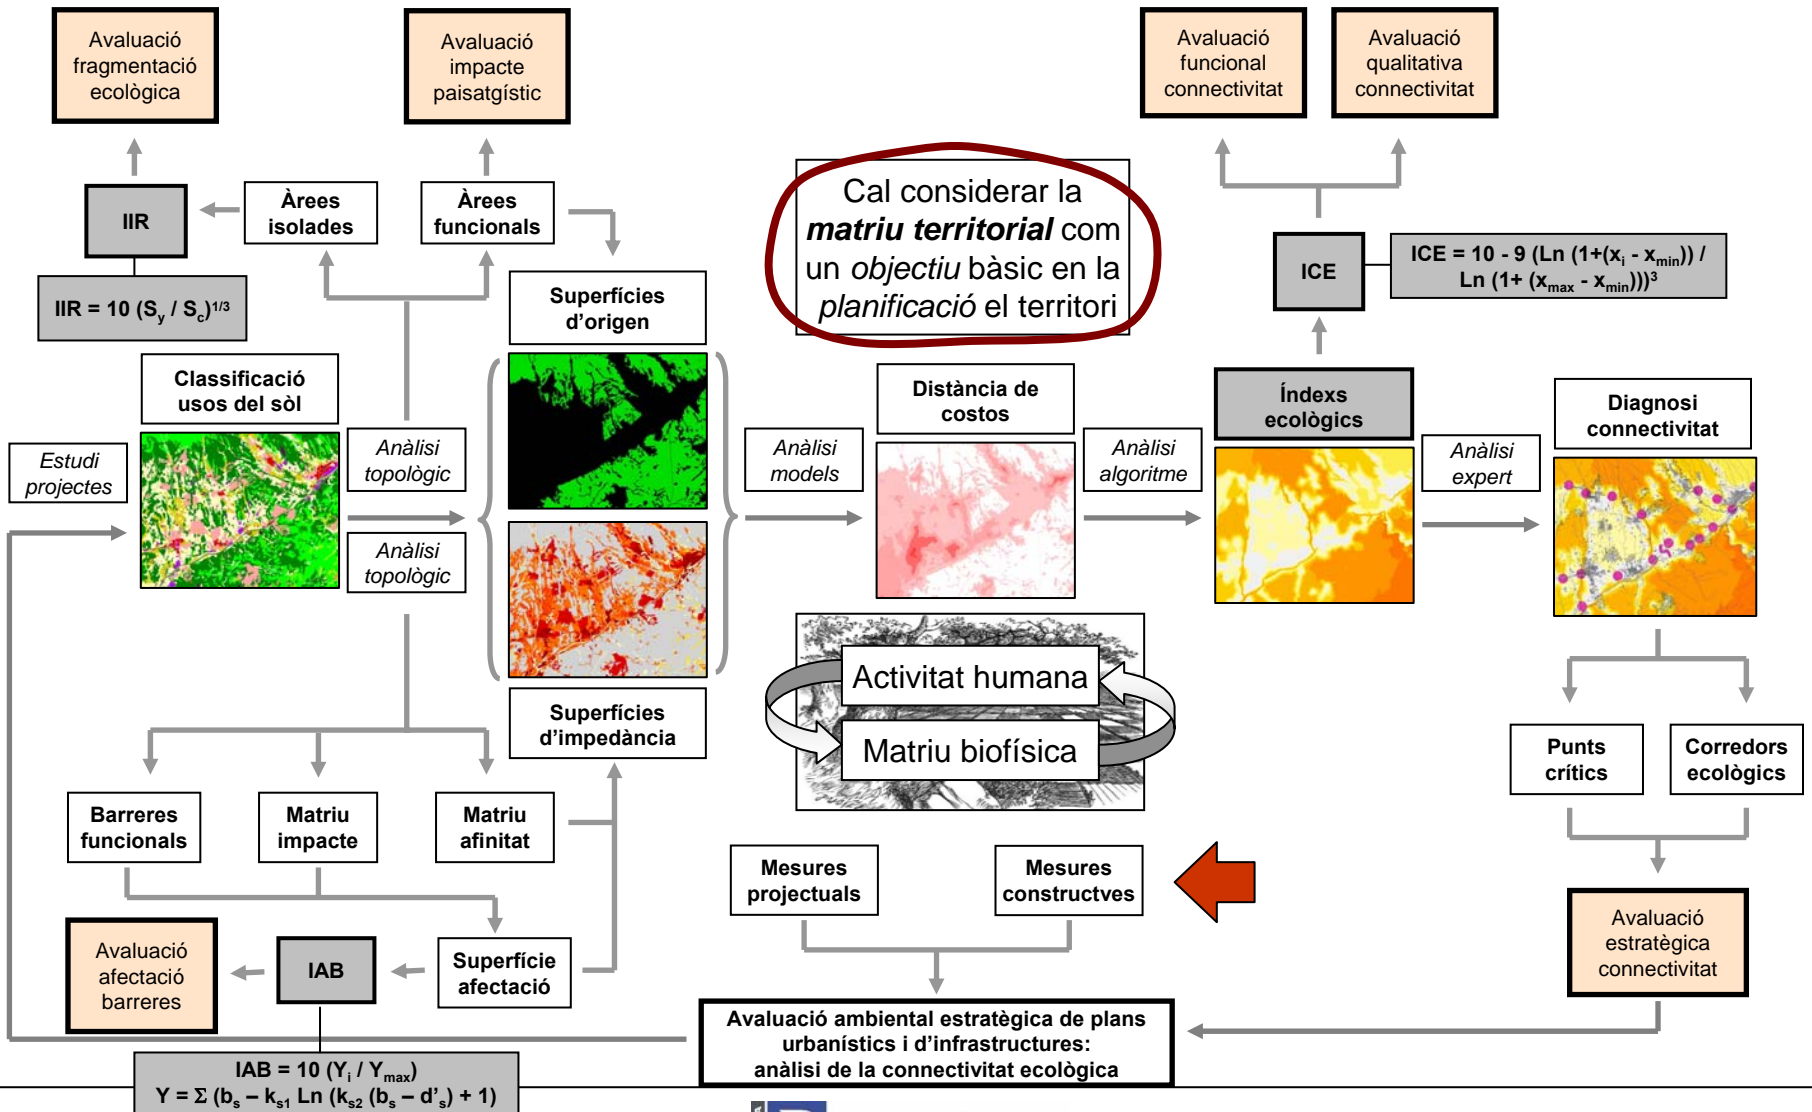 Avaluació
fragmentació
ecològica
Avaluació
impacte
paisatgístic
Avaluació
funcional
connectivitat
Avaluació
qualitativa
connectivitat
IIR
Àrees
isolades
Àrees
funcionals
Cal considerar la
matriu territorial com
un objectiu bàsic en la
planificació el territori
ICE
ICE = 10 - 9 (Ln (1+(xi - xmin)) /
Ln (1+ (xmax - xmin)))³
IIR = 10 (Sy / Sc)1/3
Superfícies
d'origen
Classificació
usos del sòl
Distància de
costos
Índexs
ecològics
Diagnosi
connectivitat
Estudi
projectes
Anàlisi
topològic
Anàlisi
topològic
Anàlisi
models
Anàlisi
algoritme
Anàlisi
expert
Superfícies
d'impedància
Activitat humana
Matriu biofísica
Punts
crítics
Corredors
ecològics
Barreres
funcionals
Matriu
impacte
Matriu
afinitat
Mesures
projectuals
Mesures
constructves
Avaluació
afectació
barreres
IAB
Superfície
afectació
Avaluació
estratègica
connectivitat
Avaluació ambiental estratègica de plans
urbanístics i d'infrastructures:
anàlisi de la connectivitat ecològica
IAB = 10 (Yi / Ymax)
Y = Σ (bs – ks1 Ln (ks2 (bs – d's) + 1)